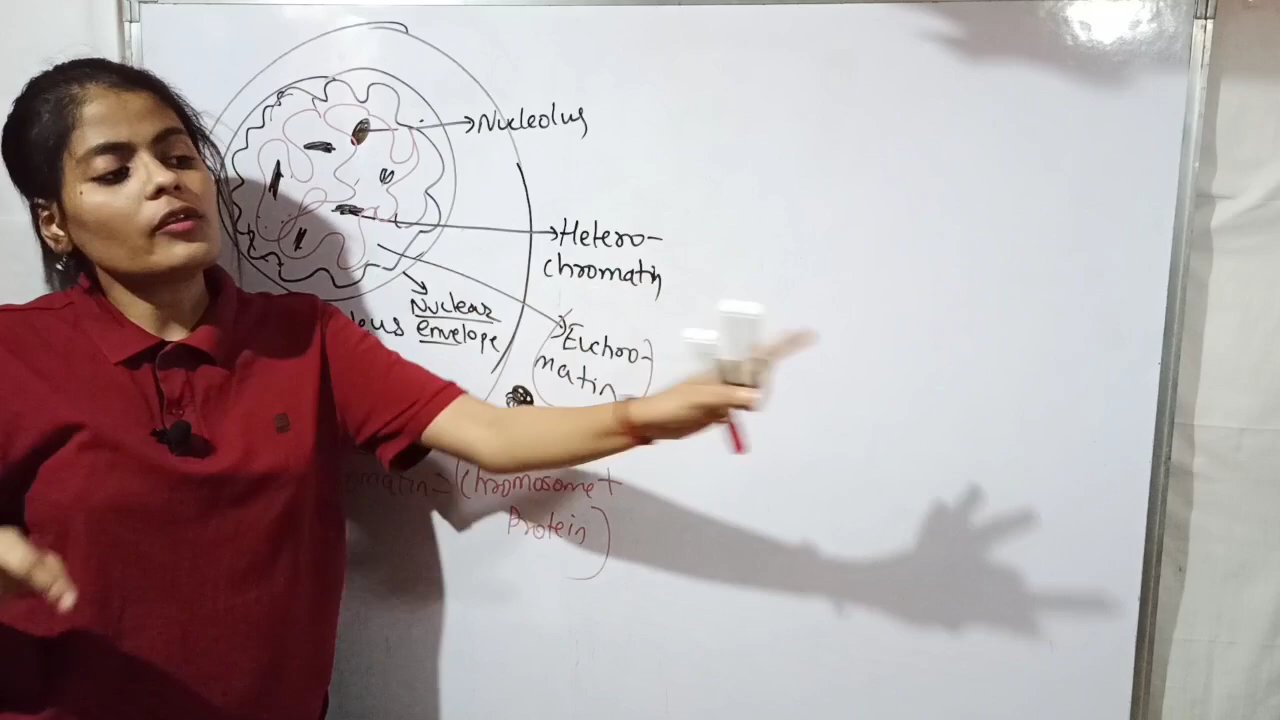 Nucleolus
Hetero-
chromatin
Nuclear
envelope
Euchro-
matin
(Chromosome +
Protein)